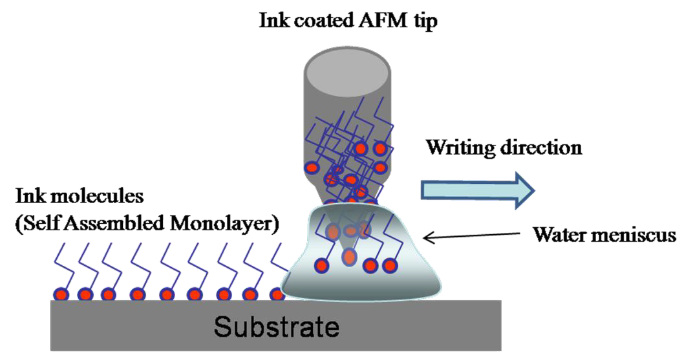 Ink coated AFM tip
Writing direction
Ink molecules
(Self Assembled Monolayer)
Water meniscus
Substrate